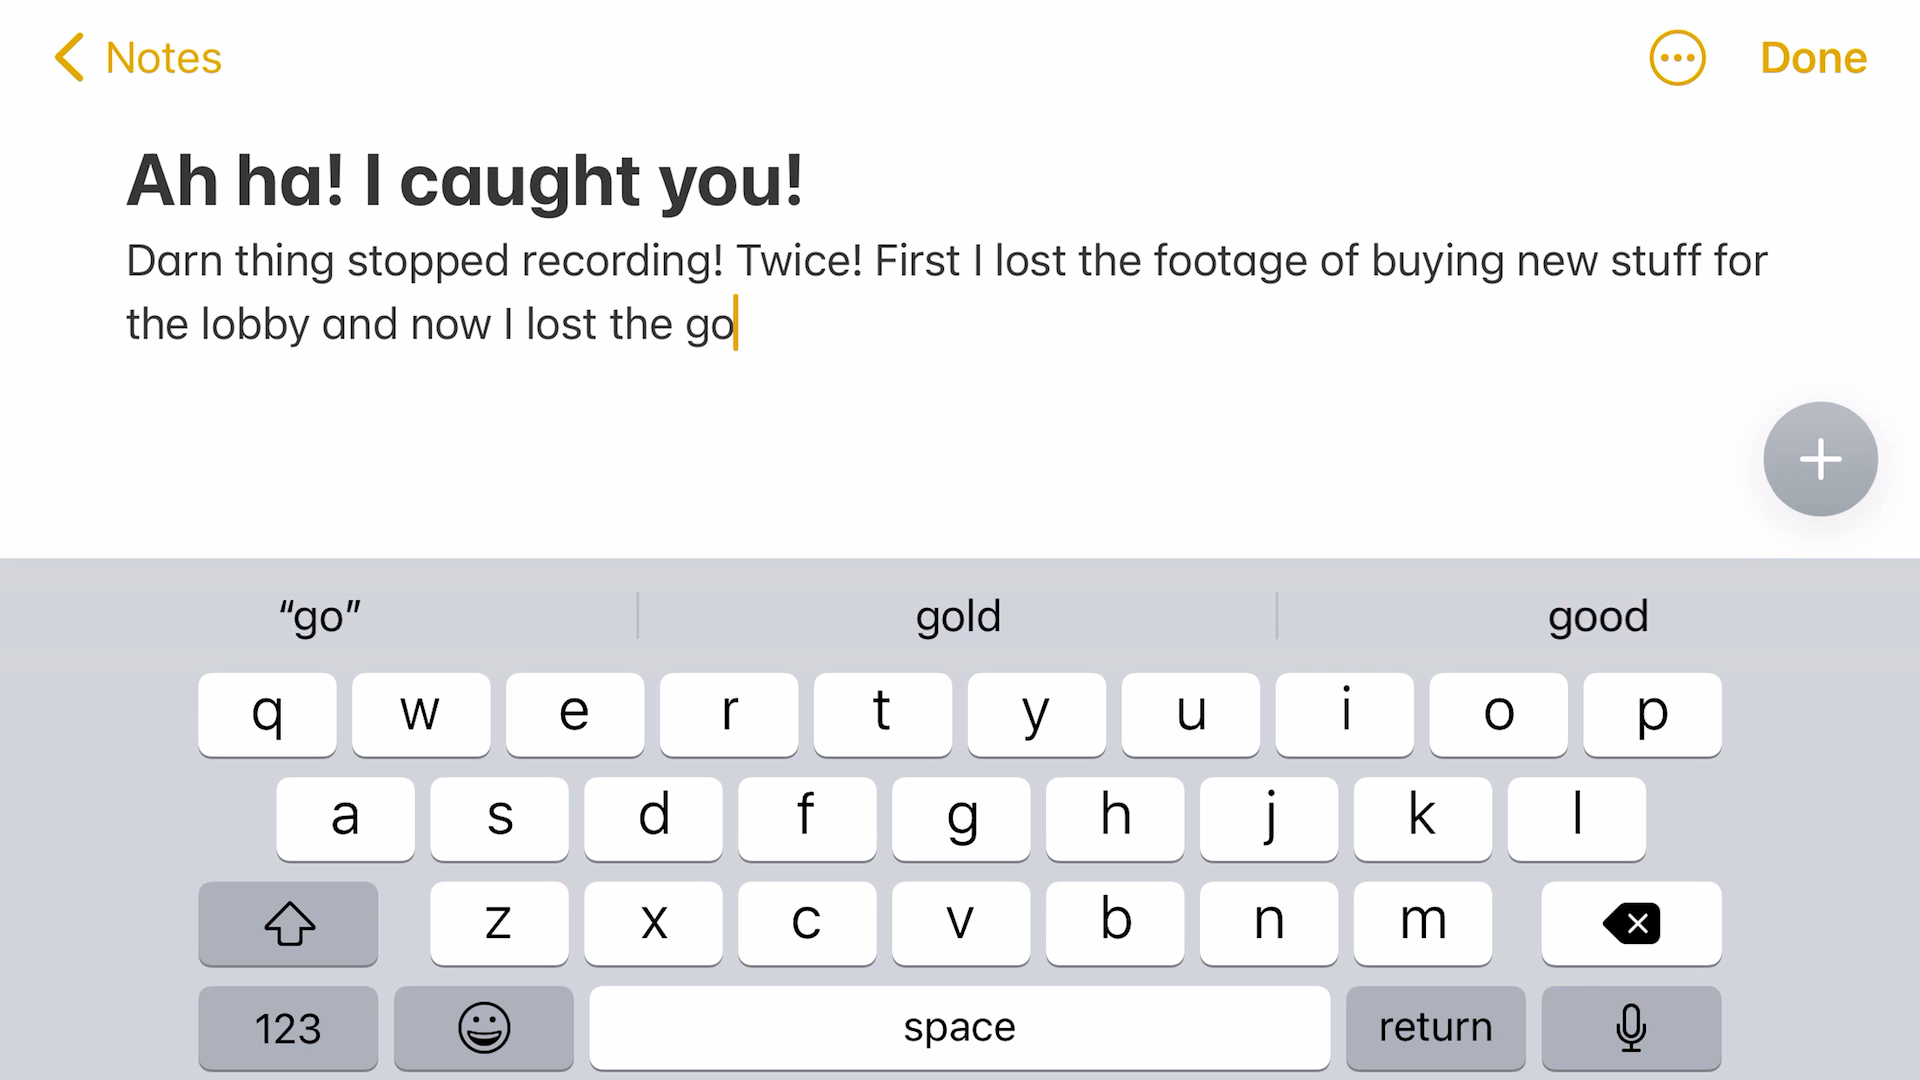 Notes
Done
Ah ha! I caught you!
Darn thing stopped recording! Twice! First I lost the footage of buying new stuff for
the lobby and now I lost the go
“go” gold good
q w e r t y u i o p
a s d f g h j k l
z x c v b n m
123 space return